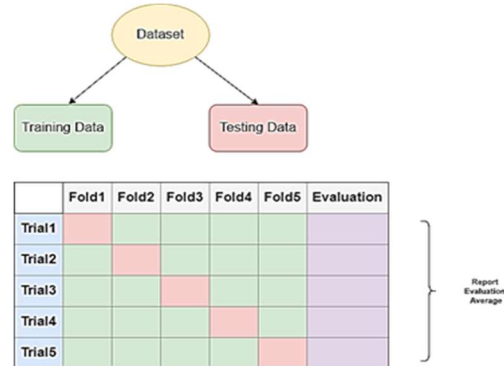 Dataset
Training Data
Testing Data
Fold1 Fold2 Fold3 Fold4 Fold5 Evaluation
Trial1
Trial2
Trial3
Trial4
Trial5
Report
Evaluation
Average